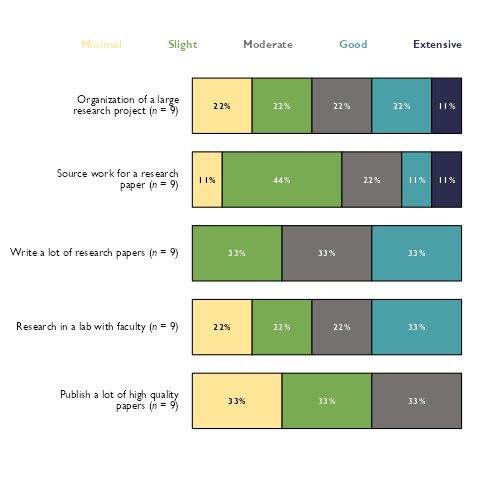 Minimal Slight Moderate Good Extensive
Organization of a large
research project (n = 9)
22% 22% 22% 22% 11%
Source work for a research
paper (n = 9)
11% 44% 22% 11% 11%
Write a lot of research papers (n = 9)
33% 33% 33%
Research in a lab with faculty (n = 9)
22% 22% 22% 33%
Publish a lot of high quality
papers (n = 9)
33% 33% 33%